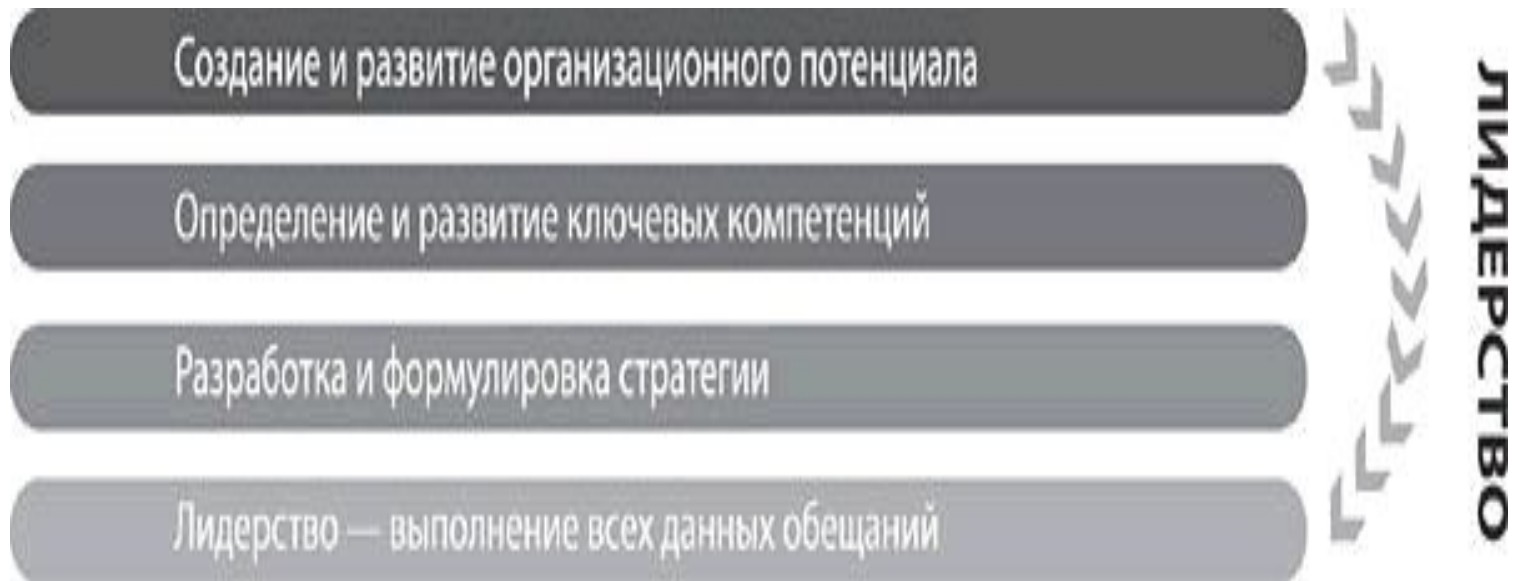 Создание и развитие организационного потенциала
Определение и развитие ключевых компетенций
Разработка и формулировка стратегии
Лидерство — выполнение всех данных обещаний
ЛИДЕРСТВО